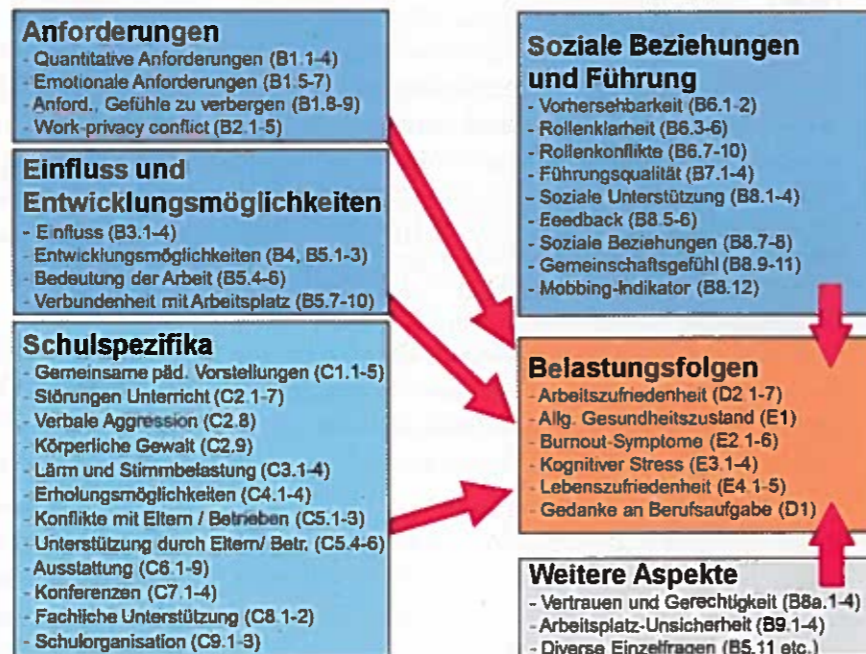 Anforderungen
- Quantitative Anforderungen (B1.1-4)
- Emotionale Anforderungen (B1.5-7)
- Anford., Gefühle zu verbergen (B1.8-9)
- Work-privacy conflict (B2.1-5)
Einfluss und
Entwicklungsmöglichkeiten
- Einfluss (B3.1-4)
- Entwicklungsmöglichkeiten (B4, B5.1-3)
- Bedeutung der Arbeit (B5.4-6)
- Verbundenheit mit Arbeitsplatz (B5.7-10)
Schulspezifika
- Gemeinsame päd. Vorstellungen (C1.1-5)
- Störungen Unterricht (C2.1-7)
- Verbale Aggression (C2.8)
- Körperliche Gewalt (C2.9)
- Lärm und Stimmbelastung (C3.1-4)
- Erholungsmöglichkeiten (C4.1-4)
- Konflikte mit Eltern / Betrieben (C5.1-3)
- Unterstützung durch Eltern/ Betr. (C5.4-6)
- Ausstattung (C6.1-9)
- Konferenzen (C7.1-4)
- Fachliche Unterstützung (C8.1-2)
- Schulorganisation (C9.1-3)
Soziale Beziehungen
und Führung
- Vorhersehbarkeit (B6.1-2)
- Rollenklarheit (B6.3-6)
- Rollenkonflikte (B6.7-10)
- Führungsqualität (B7.1-4)
- Soziale Unterstützung (B8.1-4)
- Feedback (B8.5-6)
- Soziale Beziehungen (B8.7-8)
- Gemeinschaftsgefühl (B8.9-11)
- Mobbing-Indikator (B8.12)
Belastungsfolgen
- Arbeitszufriedenheit (D2.1-7)
- Allg. Gesundheitszustand (E1)
- Burnout-Symptome (E2.1-6)
- Kognitiver Stress (E3.1-4)
- Lebenszufriedenheit (E4.1-5)
- Gedanke an Berufsaufgabe (D1)
Weitere Aspekte
- Vertrauen und Gerechtigkeit (B8a.1-4)
- Arbeitsplatz-Unsicherheit (B9.1-4)
- Diverse Einzelfragen (B5.11 etc.)